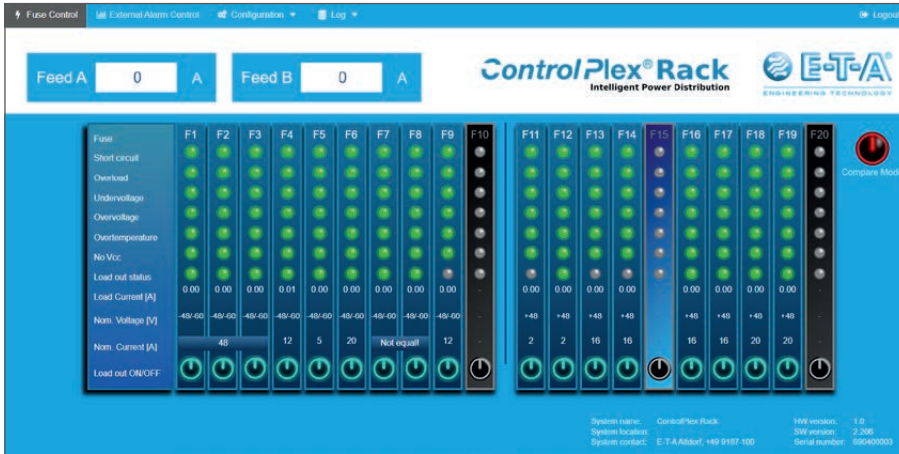 Fuse Control External Alarm Control Configuration Log Logout
Feed A 0 A Feed B 0 A
ControlPlex® Rack
Intelligent Power Distribution
E-T-A
ENGINEERING TECHNOLOGY
Fuse F1 F2 F3 F4 F5 F6 F7 F8 F9 F10 F11 F12 F13 F14 F15 F16 F17 F18 F19 F20
Short circuit
Overload
Compare Mode
Undervoltage
Overvoltage
Overtemperature
No Vcc
Load out status
Load Current [A] 0.00 0.00 0.00 0.01 0.00 0.00 0.00 0.00 0.00 - 0.00 0.00 0.00 0.00 0.00 0.00 0.00 0.00 -
Nom. Voltage [V] -48/-60 -48/-60 -48/-60 -48/-60 -48/-60 -48/-60 -48/-60 -48/-60 -48/-60 - +48 +48 +48 +48 +48 +48 +48 +48 -
Nom. Current [A] 48 12 5 20 Not equal! 12 - 2 2 16 16 16 16 20 20 -
Load out ON/OFF
System name: ControlPlex Rack
System location:
System contact: E-T-A Altdorf, +49 9187-100
HW version: 1.0
SW version: 2.206
Serial number: 690400003